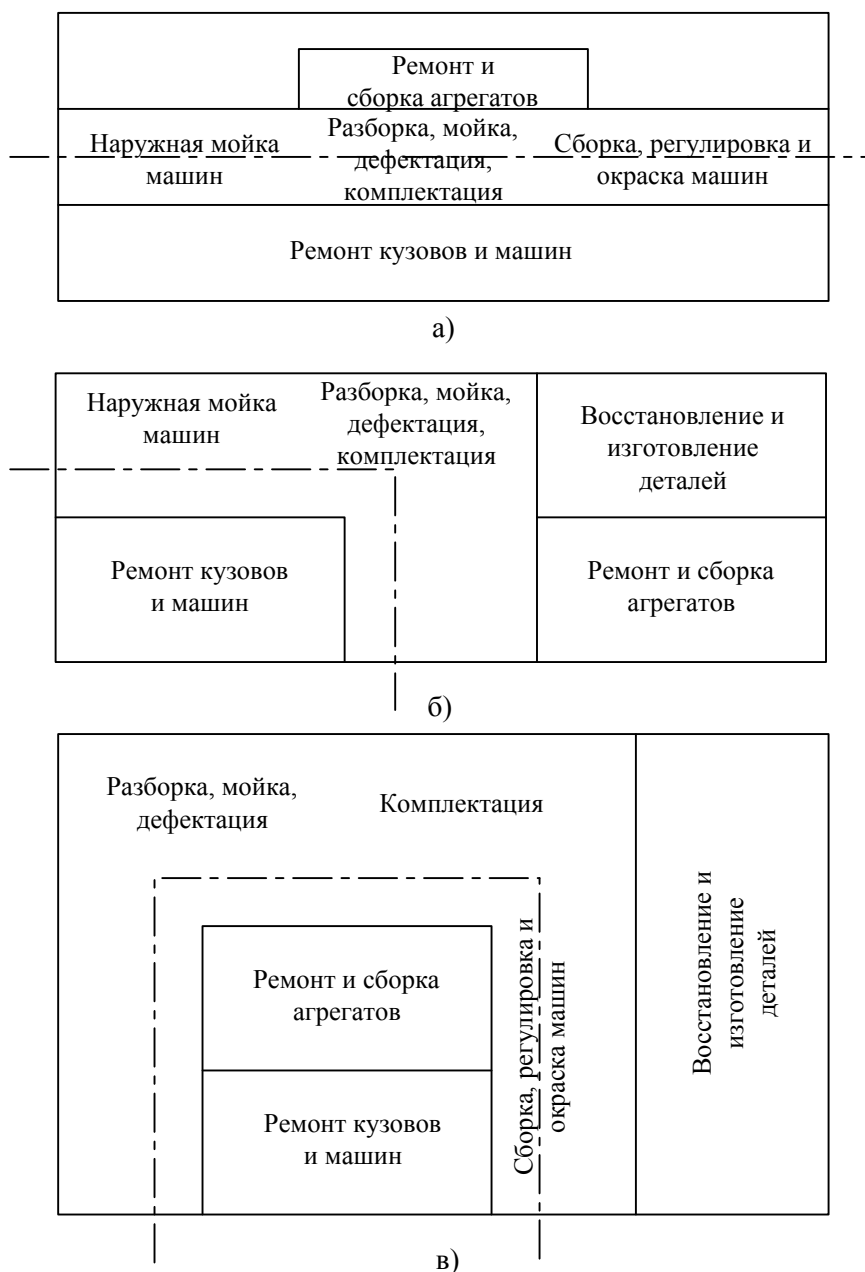 Ремонт и
сборка агрегатов
Наружная мойка
машин
Разборка, мойка,
дефектация,
комплектация
Сборка, регулировка и
окраска машин
Ремонт кузовов и машин
а)
Наружная мойка
машин
Разборка, мойка,
дефектация,
комплектация
Восстановление и
изготовление
деталей
Ремонт кузовов
и машин
Ремонт и сборка
агрегатов
б)
Разборка, мойка,
дефектация
Комплектация
Ремонт и сборка
агрегатов
Ремонт кузовов
и машин
Сборка, регулировка и
окраска машин
Восстановление и
изготовление
деталей
в)